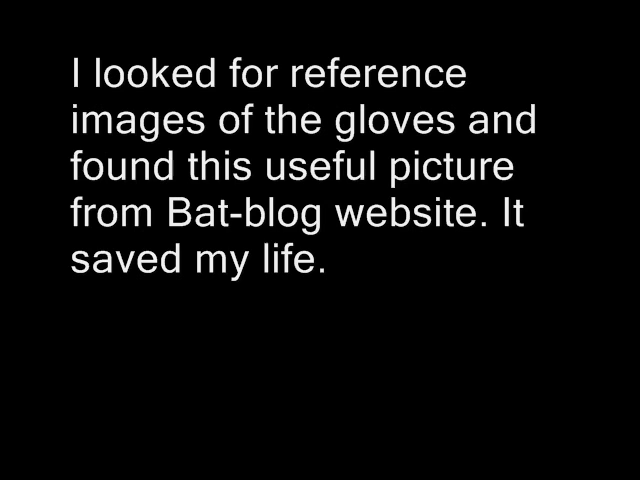 I looked for reference
images of the gloves and
found this useful picture
from Bat-blog website. It
saved my life.